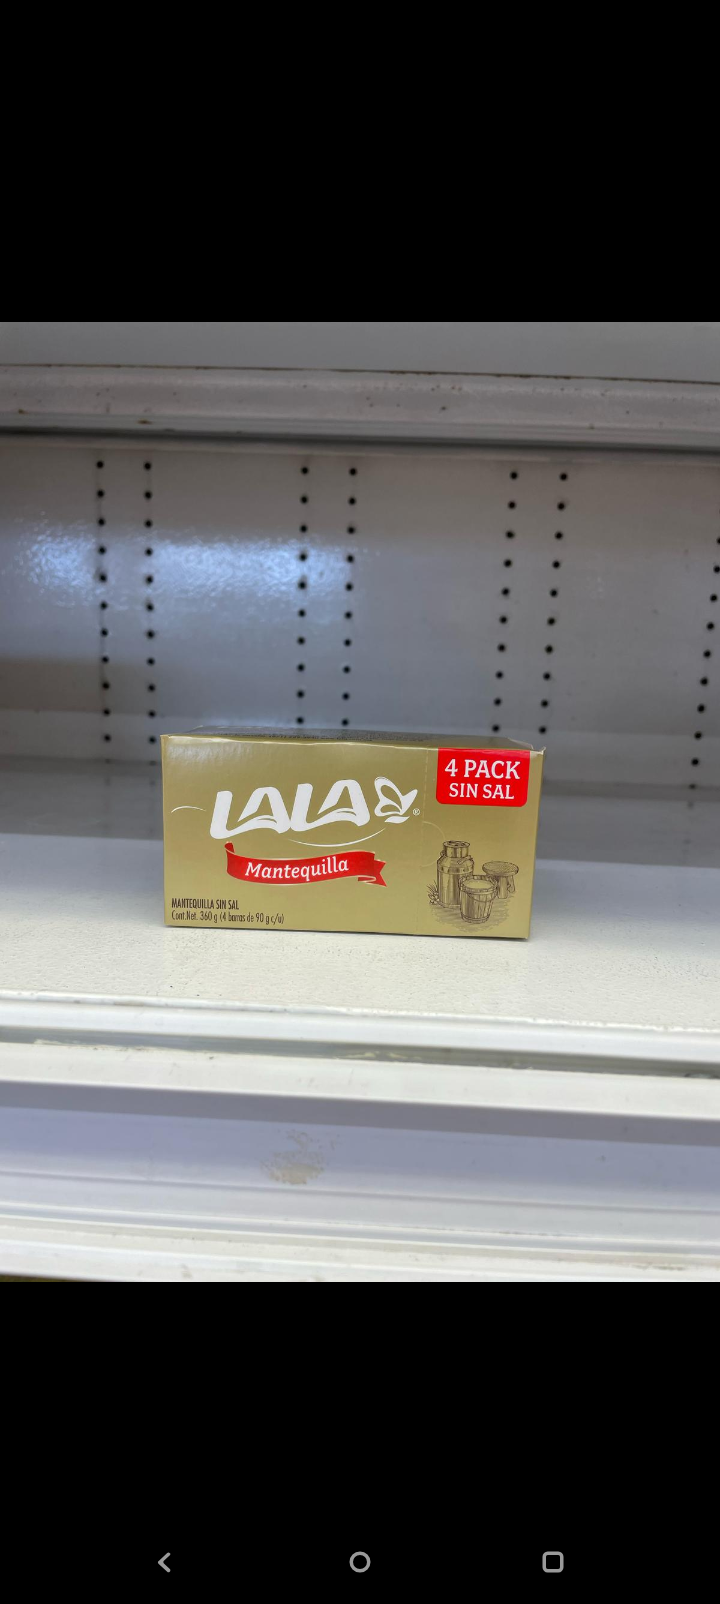 4 PACK
SIN SAL
LALA®
Mantequilla
MANTEQUILLA SIN SAL
Cont.Net. 360 g (4 barras de 90 g c/u)